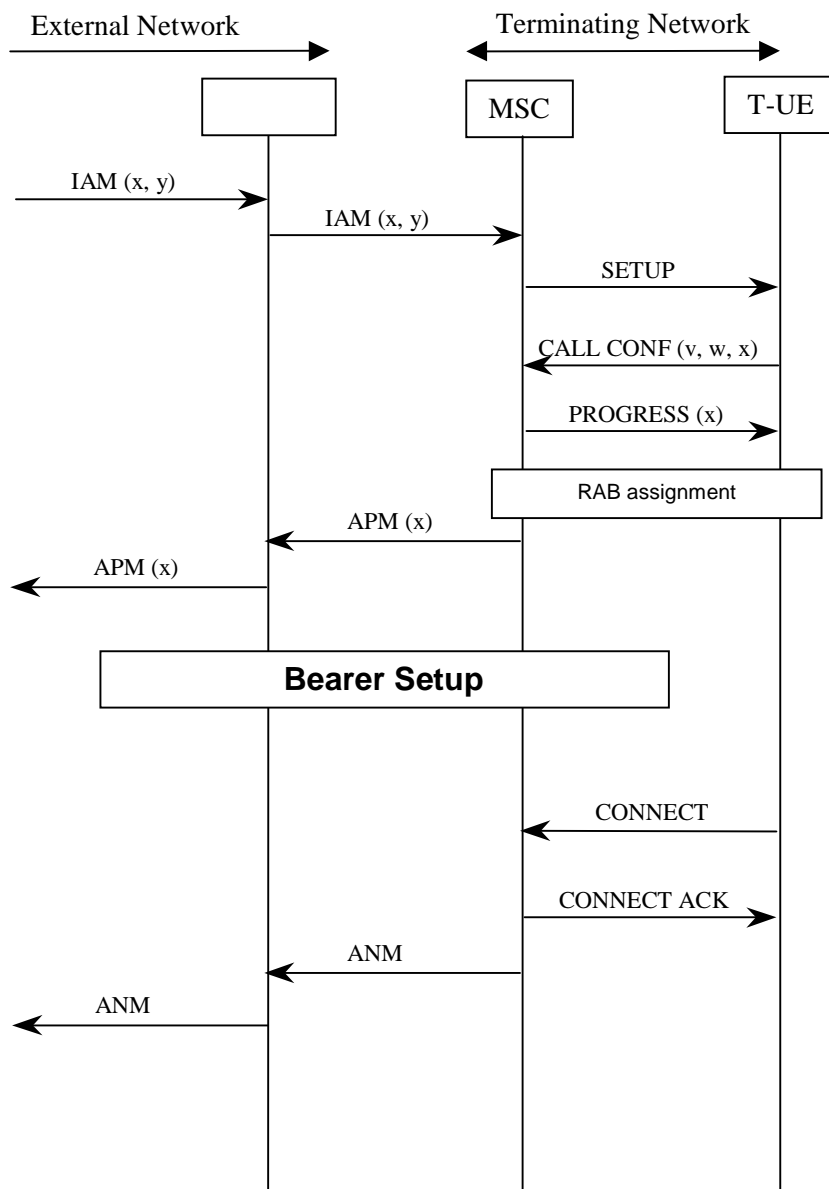 External Network
Terminating Network
MSC
T-UE
IAM (x, y)
IAM (x, y)
SETUP
CALL CONF (v, w, x)
PROGRESS (x)
RAB assignment
APM (x)
APM (x)
Bearer Setup
CONNECT
CONNECT ACK
ANM
ANM